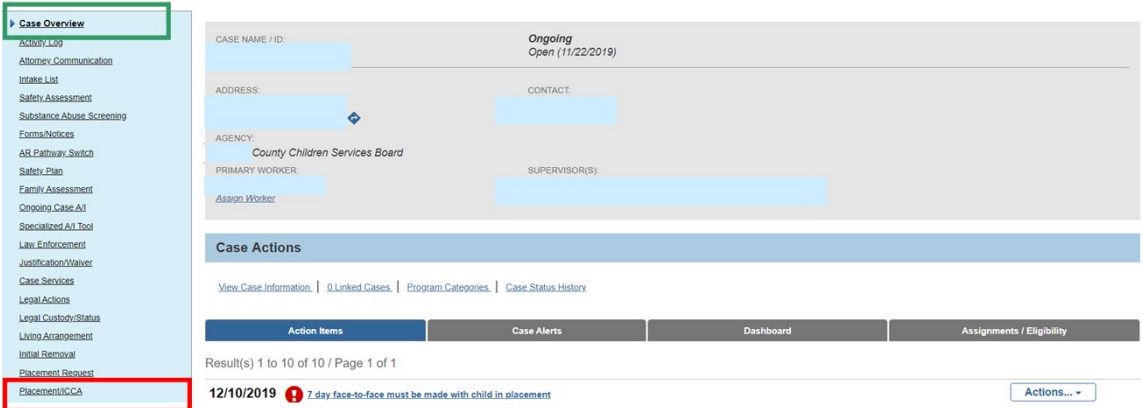 Case Overview
Activity Log
Attorney Communication
Intake List
Safety Assessment
Substance Abuse Screening
Forms/Notices
AR Pathway Switch
Safety Plan
Family Assessment
Ongoing Case A/I
Specialized A/I Tool
Law Enforcement
Justification/Waiver
Case Services
Legal Actions
Legal Custody/Status
Living Arrangement
Initial Removal
Placement Request
Placement/ICCA
CASE NAME / ID:
Ongoing
Open (11/22/2019)
ADDRESS:
CONTACT:
AGENCY:
County Children Services Board
PRIMARY WORKER:
SUPERVISOR(S):
Assign Worker
Case Actions
View Case Information | 0 Linked Cases | Program Categories | Case Status History
Action Items Case Alerts Dashboard Assignments / Eligibility
Result(s) 1 to 10 of 10 / Page 1 of 1
12/10/2019 7 day face-to-face must be made with child in placement Actions...